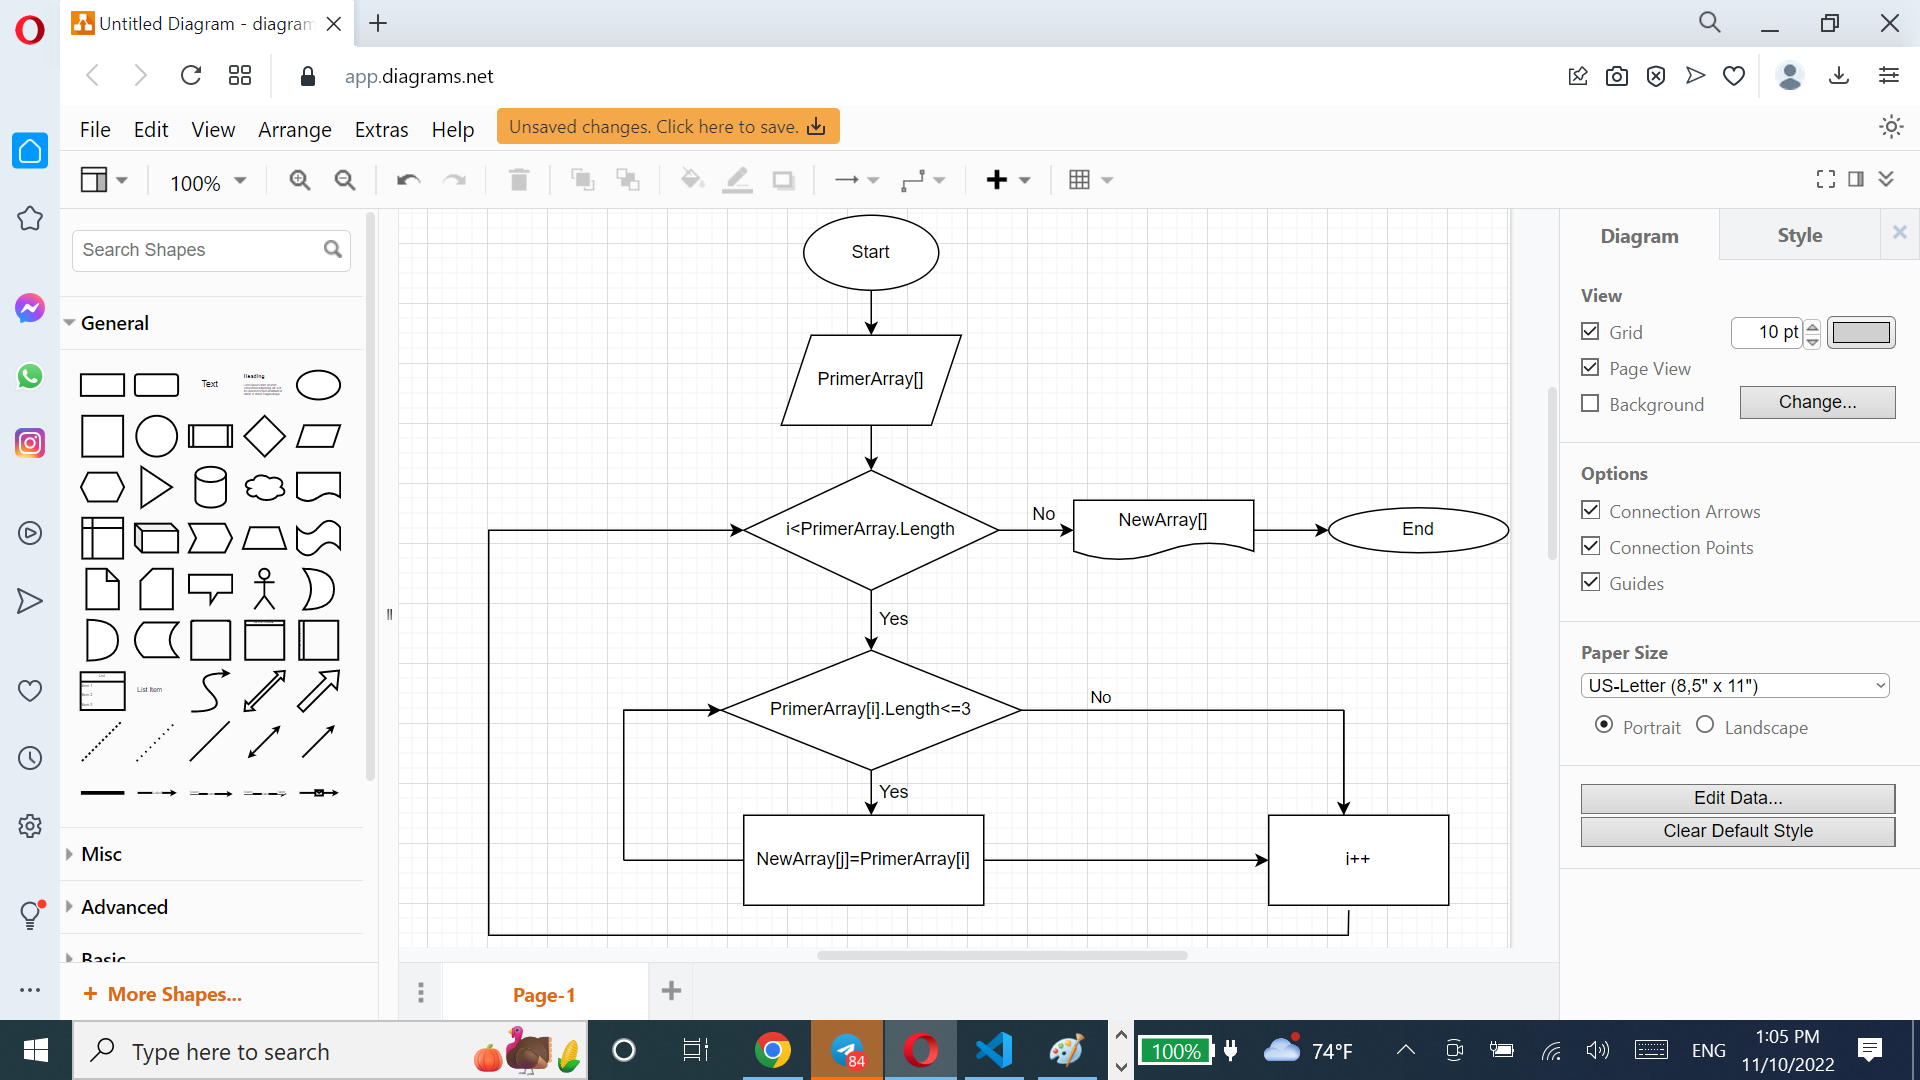 Untitled Diagram - diagram
app.diagrams.net
File Edit View Arrange Extras Help
Unsaved changes. Click here to save.
100%
Search Shapes
General
Text
Heading
List Item
Misc
Advanced
Basic
+ More Shapes...
Start
PrimerArray[]
i<PrimerArray.Length
No
NewArray[]
End
Yes
PrimerArray[i].Length<=3
No
Yes
NewArray[j]=PrimerArray[i]
i++
Page-1
Diagram
Style
View
Grid
10 pt
Page View
Background
Change...
Options
Connection Arrows
Connection Points
Guides
Paper Size
US-Letter (8,5" x 11")
Portrait
Landscape
Edit Data...
Clear Default Style
Type here to search
84
100%
74°F
ENG
1:05 PM
11/10/2022